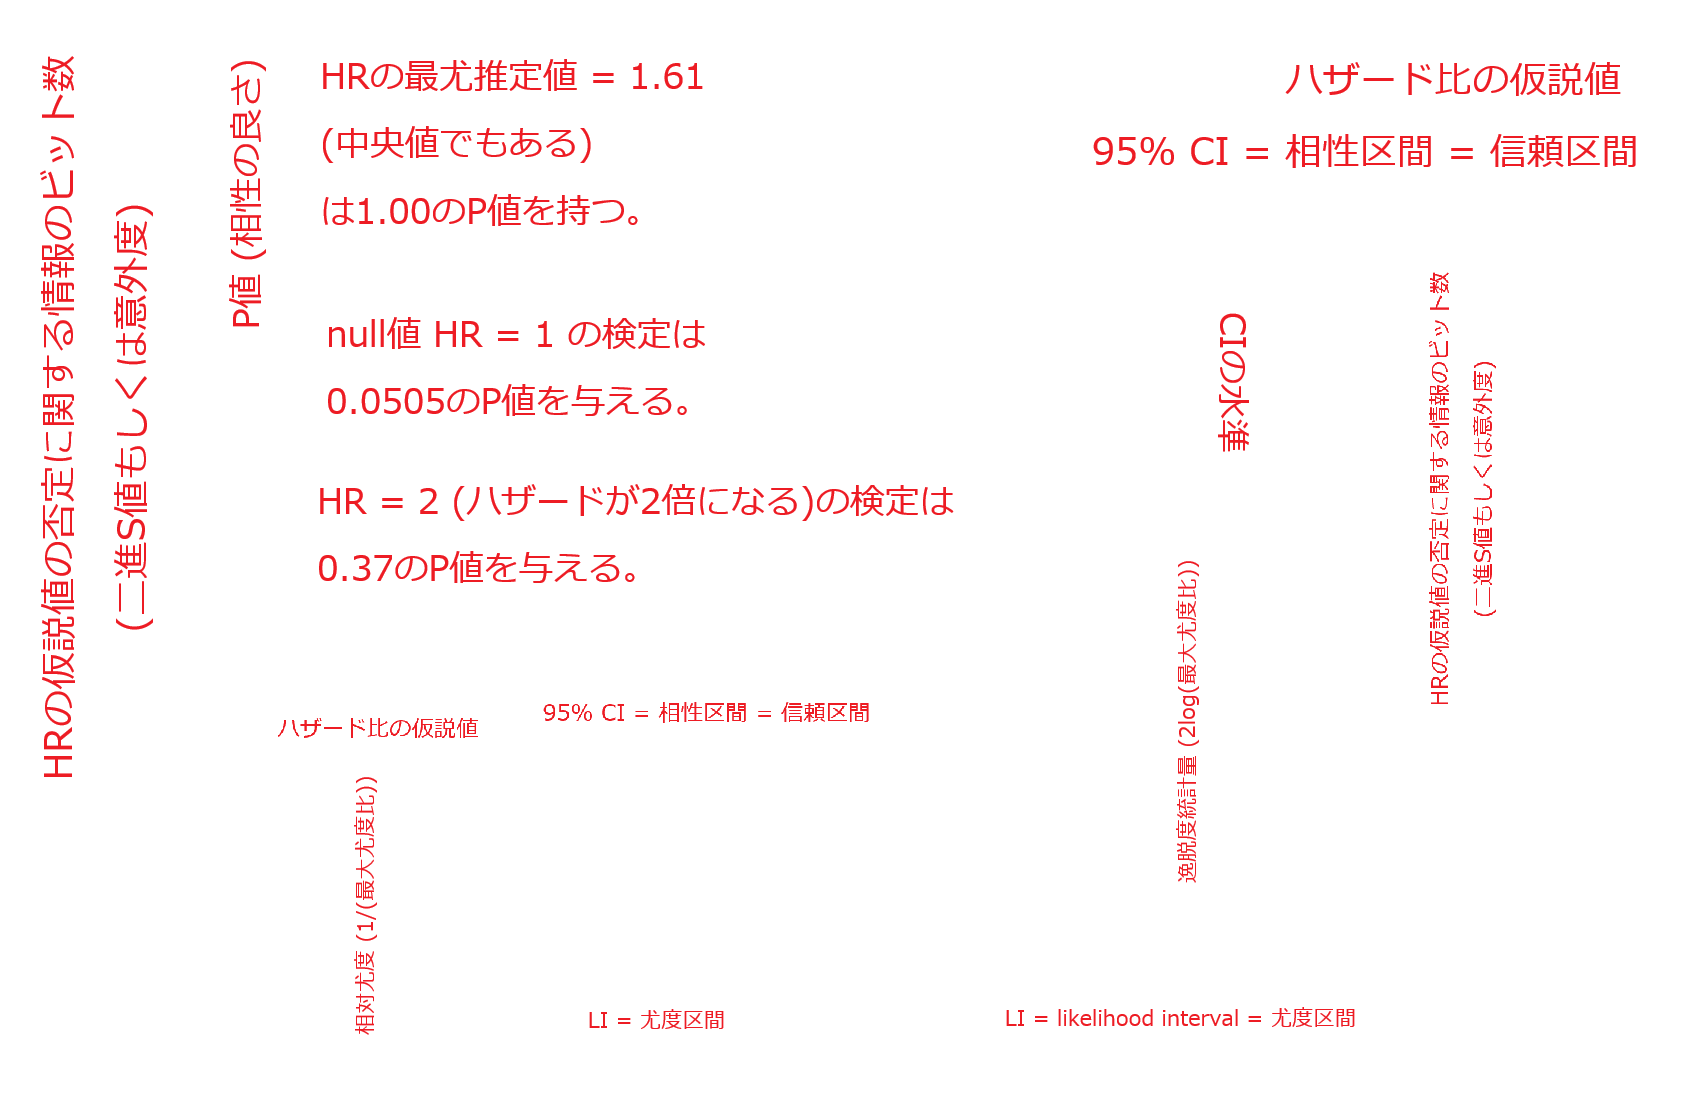 HRの仮説値の否定に関する情報のビット数
(二進S値もしくは意外度)
P値 (相性の良さ)
HRの最尤推定値 = 1.61
(中央値でもある)
は1.00のP値を持つ。
null値 HR = 1 の検定は
0.0505のP値を与える。
HR = 2 (ハザードが2倍になる)の検定は
0.37のP値を与える。
ハザード比の仮説値
95% CI = 相性区間 = 信頼区間
CIの水準
HRの仮説値の否定に関する情報のビット数
(二進S値もしくは意外度)
ハザード比の仮説値
95% CI = 相性区間 = 信頼区間
相対尤度 (1/(最大尤度比))
逸脱度統計量 (2log(最大尤度比))
LI = 尤度区間
LI = likelihood interval = 尤度区間